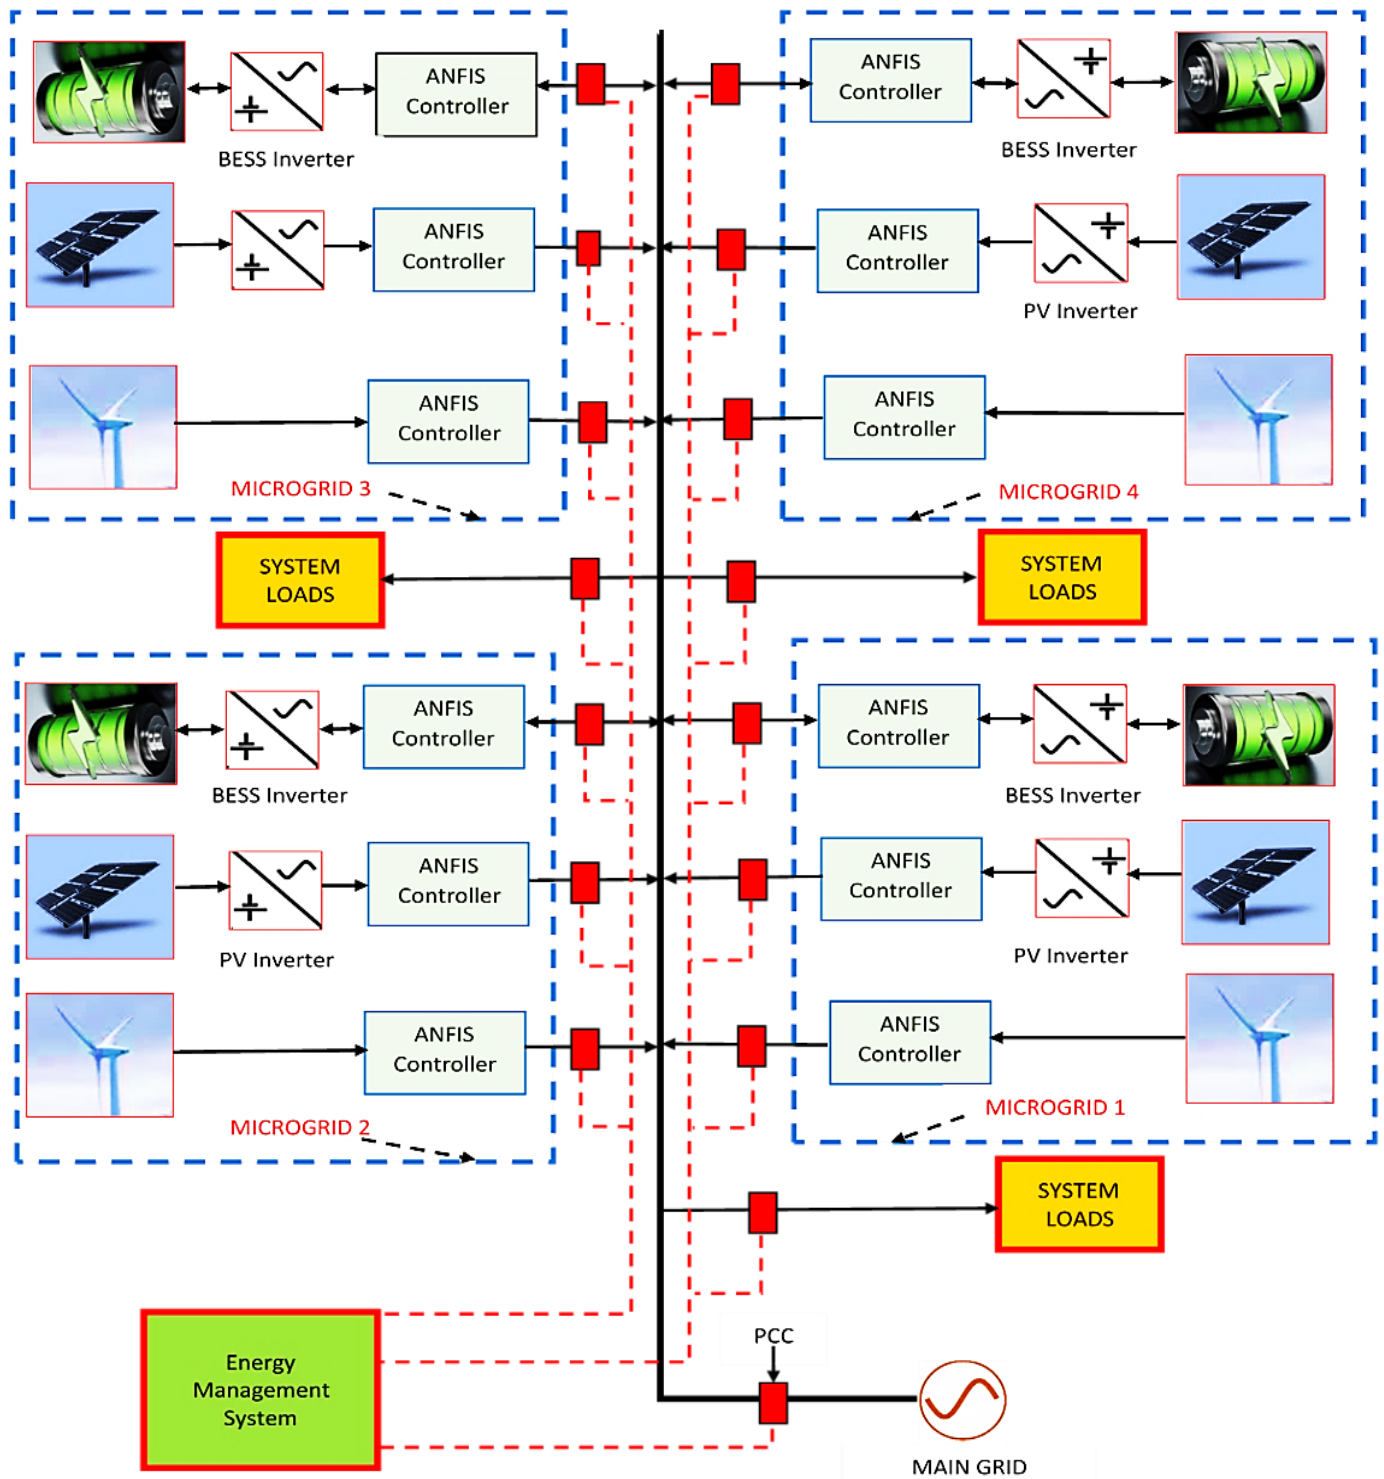 ANFIS
Controller
BESS Inverter
ANFIS
Controller
ANFIS
Controller
MICROGRID 3
ANFIS
Controller
BESS Inverter
ANFIS
Controller
PV Inverter
ANFIS
Controller
MICROGRID 4
SYSTEM
LOADS
SYSTEM
LOADS
ANFIS
Controller
BESS Inverter
ANFIS
Controller
PV Inverter
ANFIS
Controller
MICROGRID 2
ANFIS
Controller
BESS Inverter
ANFIS
Controller
PV Inverter
ANFIS
Controller
MICROGRID 1
SYSTEM
LOADS
Energy
Management
System
PCC
MAIN GRID